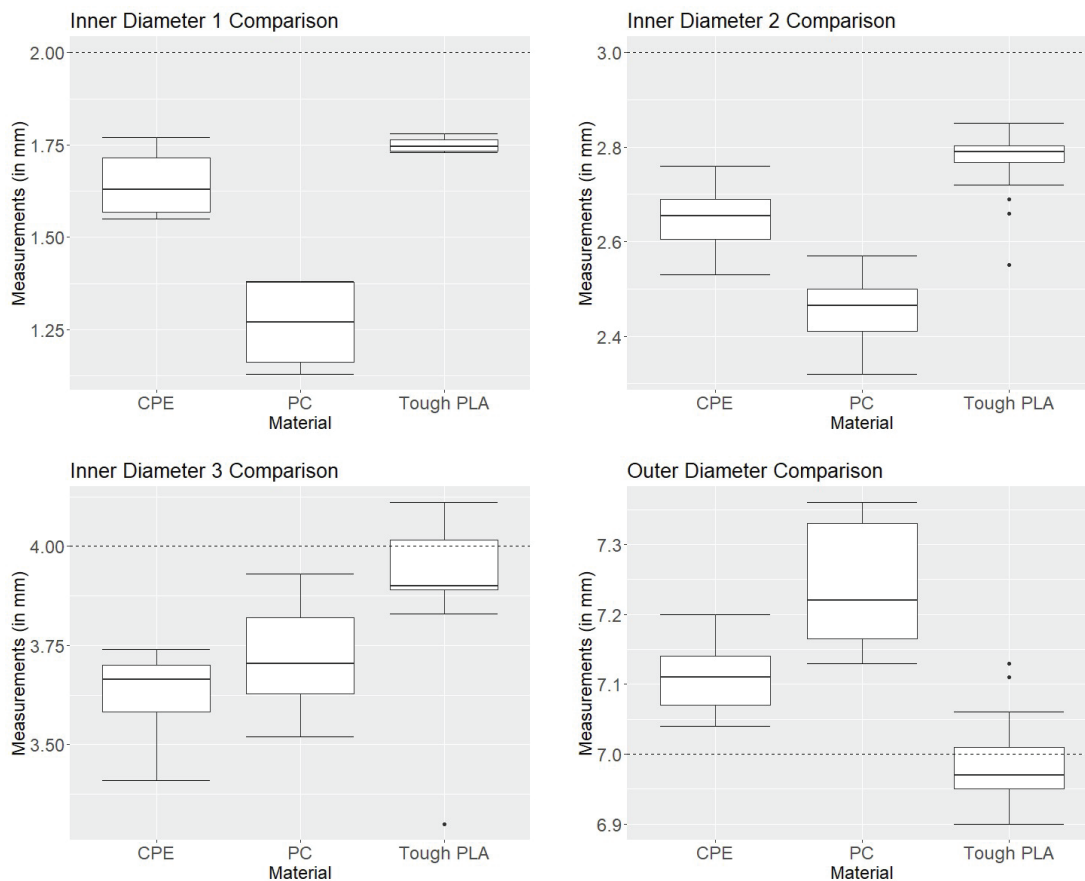 Inner Diameter 1 Comparison
Measurements (in mm)
2.00
1.75
1.50
1.25
CPE PC Tough PLA
Material
Inner Diameter 2 Comparison
Measurements (in mm)
3.0
2.8
2.6
2.4
CPE PC Tough PLA
Material
Inner Diameter 3 Comparison
Measurements (in mm)
4.00
3.75
3.50
CPE PC Tough PLA
Material
Outer Diameter Comparison
Measurements (in mm)
7.3
7.2
7.1
7.0
6.9
CPE PC Tough PLA
Material